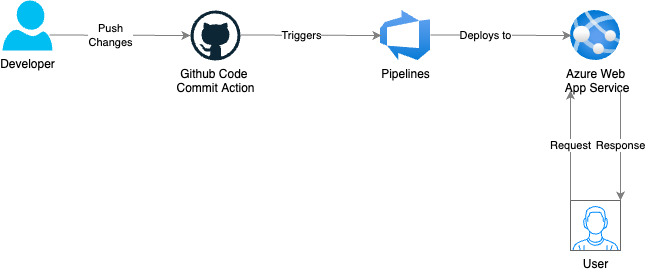 Push
Changes
Triggers
Deploys to
Developer
Github Code
Commit Action
Pipelines
Azure Web
App Service
Request
Response
User